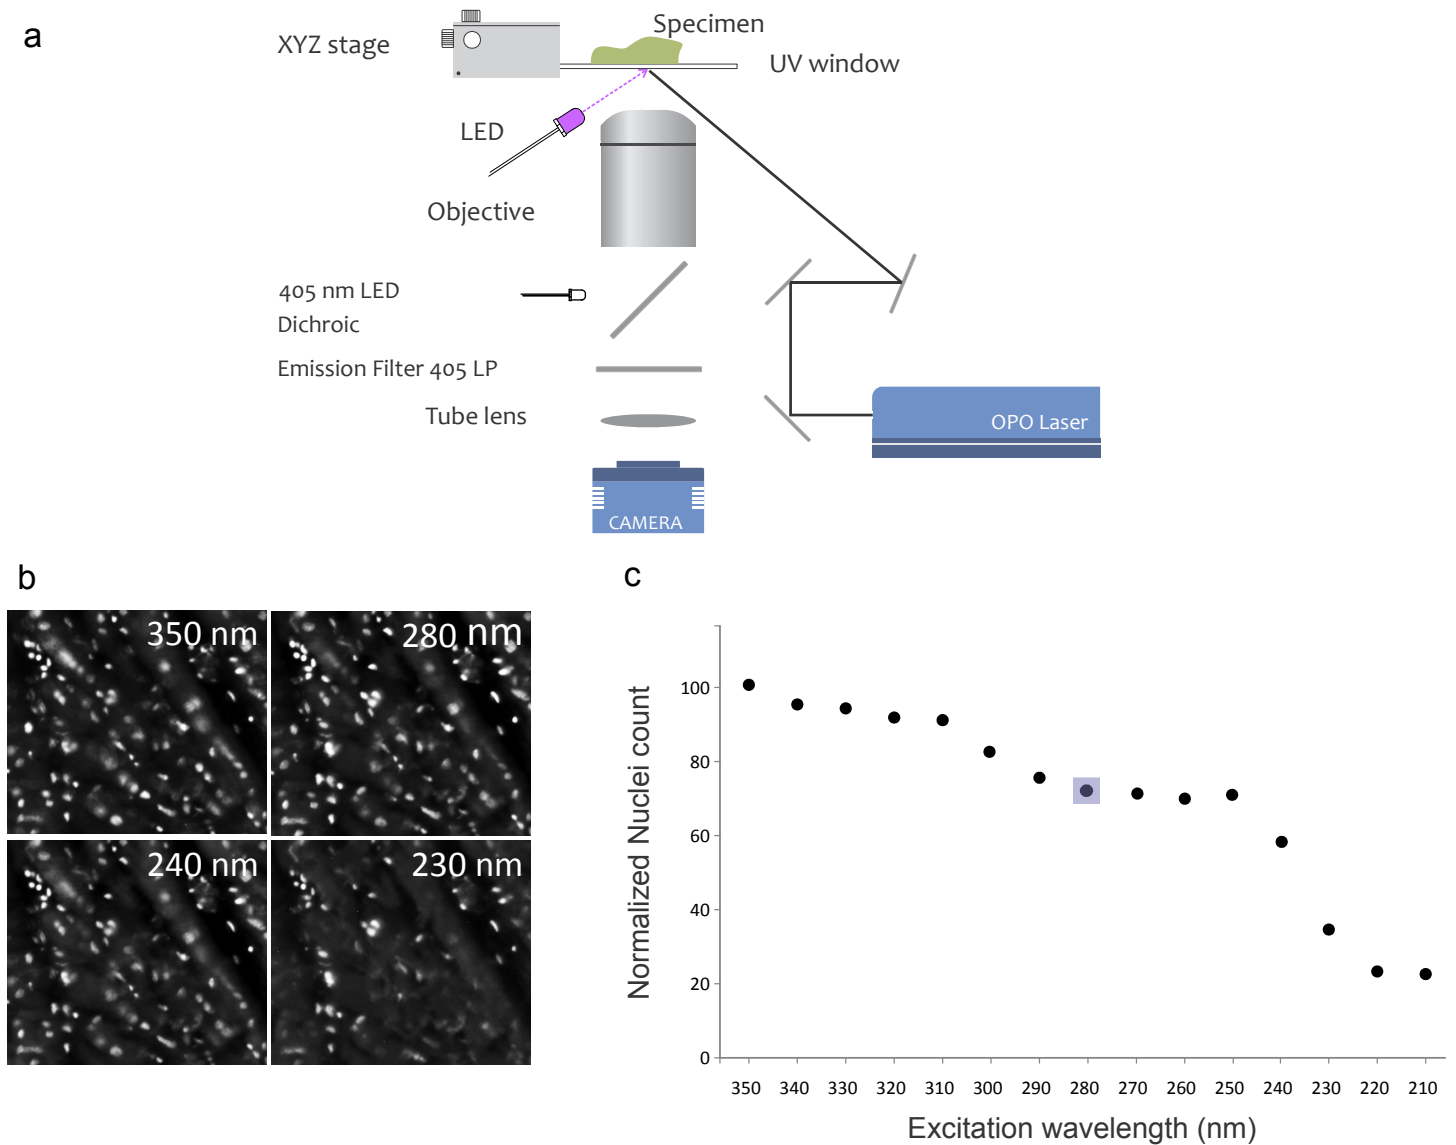 a
XYZ stage
Specimen
UV window
LED
Objective
405 nm LED
Dichroic
Emission Filter 405 LP
Tube lens
OPO Laser
CAMERA
b
350 nm
280 nm
240 nm
230 nm
c
Normalized Nuclei count
100
80
60
40
20
0
350 340 330 320 310 300 290 280 270 260 250 240 230 220 210
Excitation wavelength (nm)